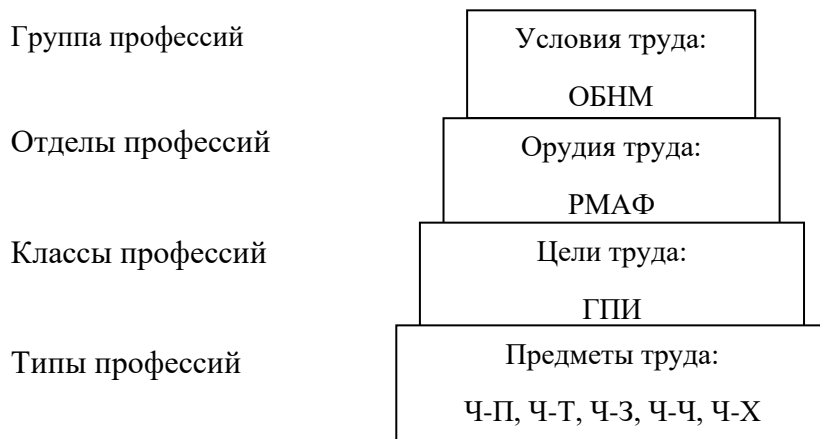 Группа профессий
Условия труда:
ОБНМ
Отделы профессий
Орудия труда:
РМАФ
Классы профессий
Цели труда:
ГПИ
Типы профессий
Предметы труда:
Ч-П, Ч-Т, Ч-З, Ч-Ч, Ч-Х